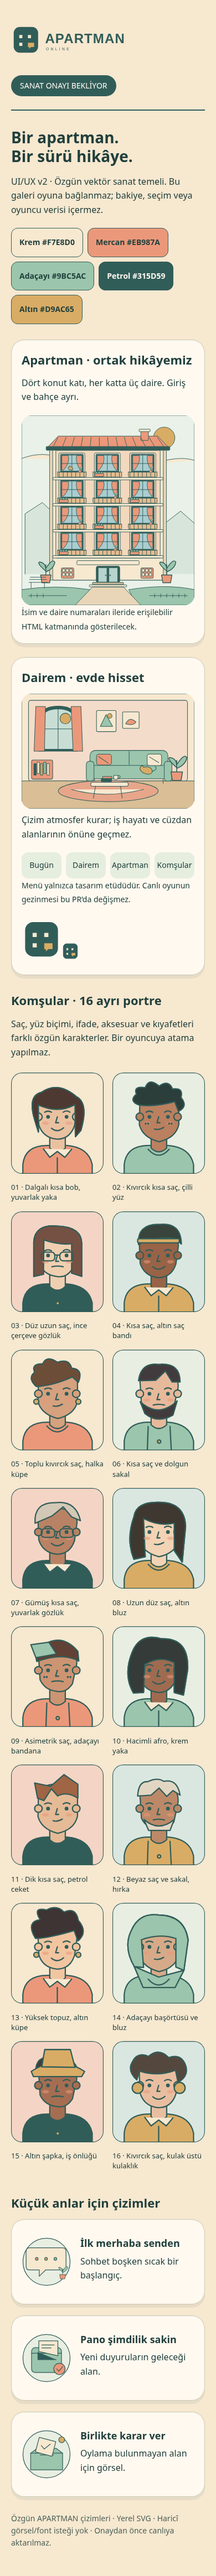 APARTMAN
ONLINE
SANAT ONAYI BEKLİYOR
Bir apartman.
Bir sürü hikâye.
UI/UX v2 · Özgün vektör sanat temeli. Bu
galeri oyuna bağlanmaz; bakiye, seçim veya
oyuncu verisi içermez.
Krem #F7E8D0
Mercan #EB987A
Adaçayı #9BC5AC
Petrol #315D59
Altın #D9AC65
Apartman · ortak hikâyemiz
Dört konut katı, her katta üç daire. Giriş
ve bahçe ayrı.
İsim ve daire numaraları ileride erişilebilir
HTML katmanında gösterilecek.
Dairem · evde hisset
Çizim atmosfer kurar; iş hayatı ve cüzdan
alanlarının önüne geçmez.
Bugün
Dairem
Apartman
Komşular
Menü yalnızca tasarım etüdüdür. Canlı oyunun
gezinmesi bu PR’da değişmez.
Komşular · 16 ayrı portre
Saç, yüz biçimi, ifade, aksesuar ve kıyafetleri
farklı özgün karakterler. Bir oyuncuya atama
yapılmaz.
01 · Dalgalı kısa bob,
yuvarlak yaka
02 · Kıvırcık kısa saç, çilli
yüz
03 · Düz uzun saç, ince
çerçeve gözlük
04 · Kısa saç, altın saç
bandı
05 · Toplu kıvırcık saç, halka
küpe
06 · Kısa saç ve dolgun
sakal
07 · Gümüş kısa saç,
yuvarlak gözlük
08 · Uzun düz saç, altın
bluz
09 · Asimetrik saç, adaçayı
bandana
10 · Hacimli afro, krem
yaka
11 · Dik kısa saç, petrol
ceket
12 · Beyaz saç ve sakal,
hırka
13 · Yüksek topuz, altın
küpe
14 · Adaçayı başörtüsü ve
bluz
15 · Altın şapka, iş önlüğü
16 · Kıvırcık saç, kulak üstü
kulaklık
Küçük anlar için çizimler
İlk merhaba senden
Sohbet boşken sıcak bir
başlangıç.
Pano şimdilik sakin
Yeni duyuruların geleceği
alan.
Birlikte karar ver
Oylama bulunmayan alan
için görsel.
Özgün APARTMAN çizimleri · Yerel SVG · Haricî
görsel/font isteği yok · Onaydan önce canlıya
aktarılmaz.